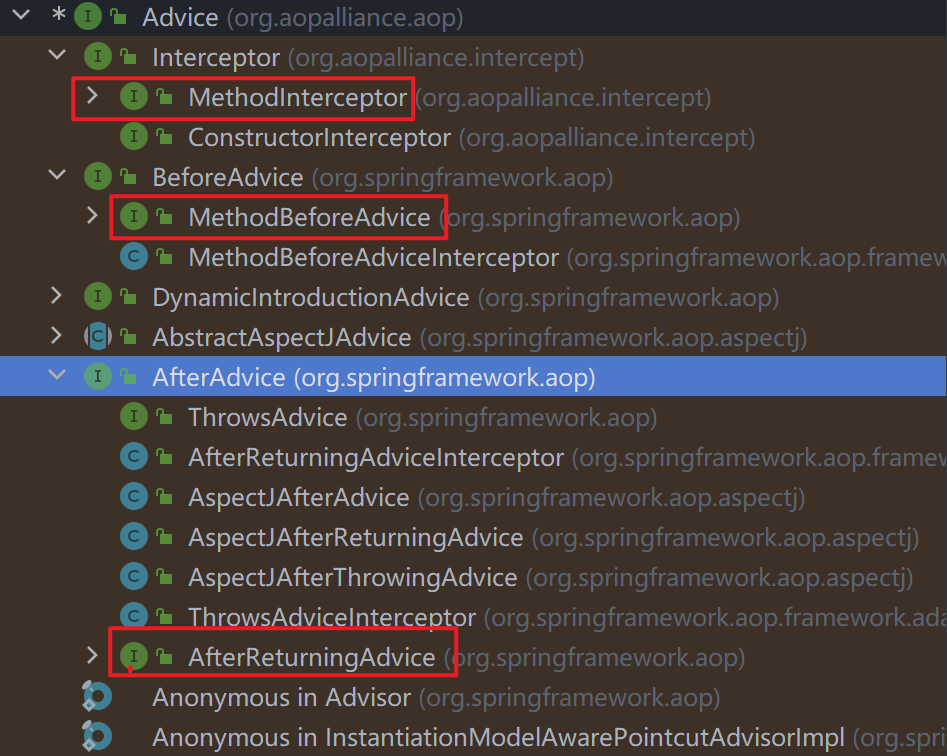 * I Advice (org.aopalliance.aop)
I Interceptor (org.aopalliance.intercept)
I MethodInterceptor (org.aopalliance.intercept)
I ConstructorInterceptor (org.aopalliance.intercept)
I BeforeAdvice (org.springframework.aop)
I MethodBeforeAdvice (org.springframework.aop)
C MethodBeforeAdviceInterceptor (org.springframework.aop.framew
I DynamicIntroductionAdvice (org.springframework.aop)
C AbstractAspectJAdvice (org.springframework.aop.aspectj)
I AfterAdvice (org.springframework.aop)
I ThrowsAdvice (org.springframework.aop)
C AfterReturningAdviceInterceptor (org.springframework.aop.framew
C AspectJAfterAdvice (org.springframework.aop.aspectj)
C AspectJAfterReturningAdvice (org.springframework.aop.aspectj)
C AspectJAfterThrowingAdvice (org.springframework.aop.aspectj)
C ThrowsAdviceInterceptor (org.springframework.aop.framework.ada
I AfterReturningAdvice (org.springframework.aop)
Anonymous in Advisor (org.springframework.aop)
Anonymous in InstantiationModelAwarePointcutAdvisorImpl (org.spri